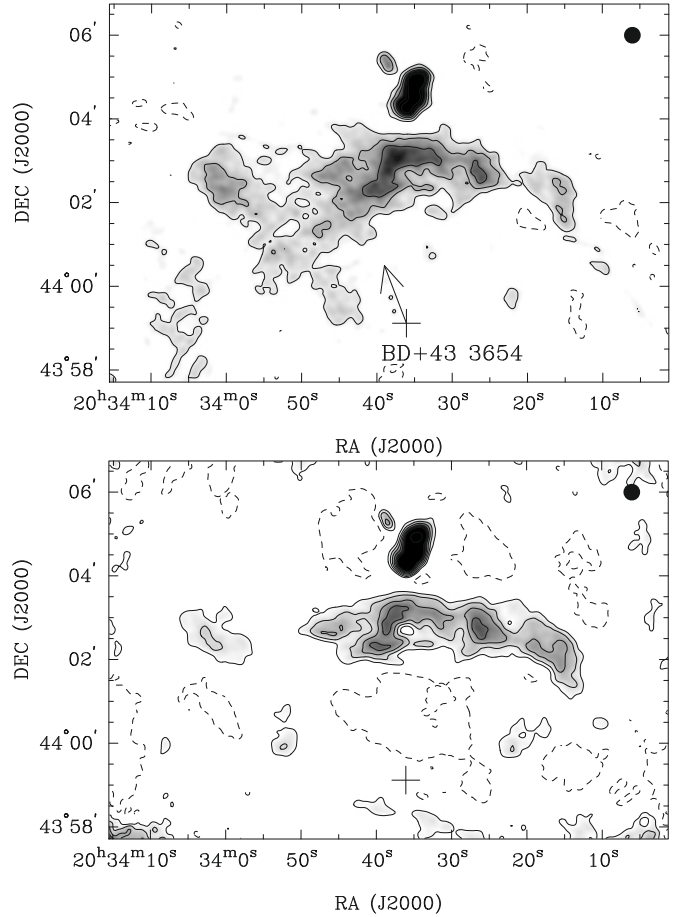 06′
04′
02′
44°00′
43°58′
DEC (J2000)
BD+43 3654
20ʰ34ᵐ10ˢ 34ᵐ0ˢ 50ˢ 40ˢ 30ˢ 20ˢ 10ˢ
RA (J2000)
06′
04′
02′
44°00′
43°58′
DEC (J2000)
20ʰ34ᵐ10ˢ 34ᵐ0ˢ 50ˢ 40ˢ 30ˢ 20ˢ 10ˢ
RA (J2000)